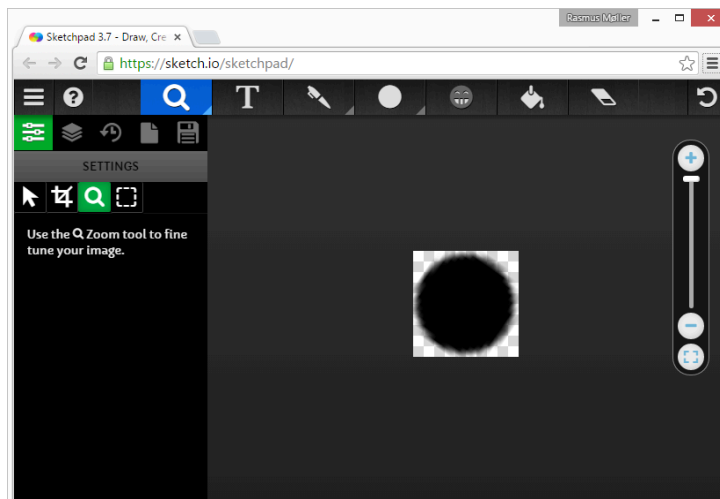 Rasmus Møller
Sketchpad 3.7 - Draw, Cre
https://sketch.io/sketchpad/
T
SETTINGS
Use the Zoom tool to fine
tune your image.